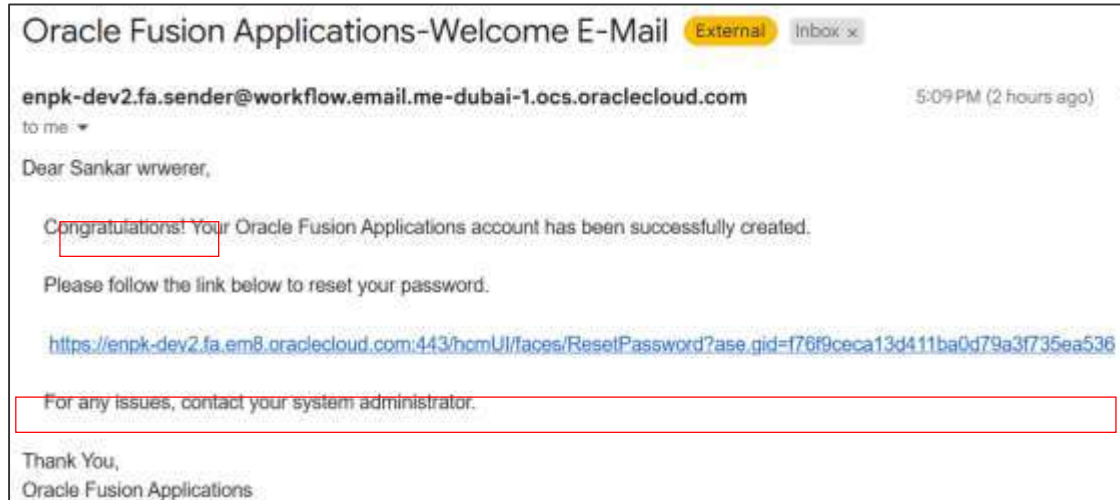 Oracle Fusion Applications-Welcome E-Mail External Inbox x
enpk-dev2.fa.sender@workflow.email.me-dubai-1.ocs.oraclecloud.com 5:09 PM (2 hours ago)
to me
Dear Sankar wrwerer,
Congratulations! Your Oracle Fusion Applications account has been successfully created.
Please follow the link below to reset your password.
https://enpk-dev2.fa.em8.oraclecloud.com:443/hcmUI/faces/ResetPassword?ase.gid=f76f9ceca13d411ba0d79a3f735ea536
For any issues, contact your system administrator.
Thank You,
Oracle Fusion Applications